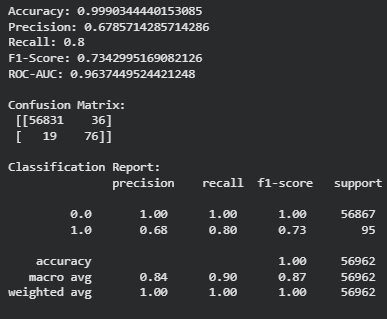 Accuracy: 0.9990344440153085
Precision: 0.6785714285714286
Recall: 0.8
F1-Score: 0.7342995169082126
ROC-AUC: 0.9637449524421248
Confusion Matrix:
[[56831    36]
[   19    76]]
Classification Report:
precision    recall  f1-score   support
0.0       1.00      1.00      1.00     56867
1.0       0.68      0.80      0.73        95
accuracy                           1.00     56962
macro avg       0.84      0.90      0.87     56962
weighted avg       1.00      1.00      1.00     56962